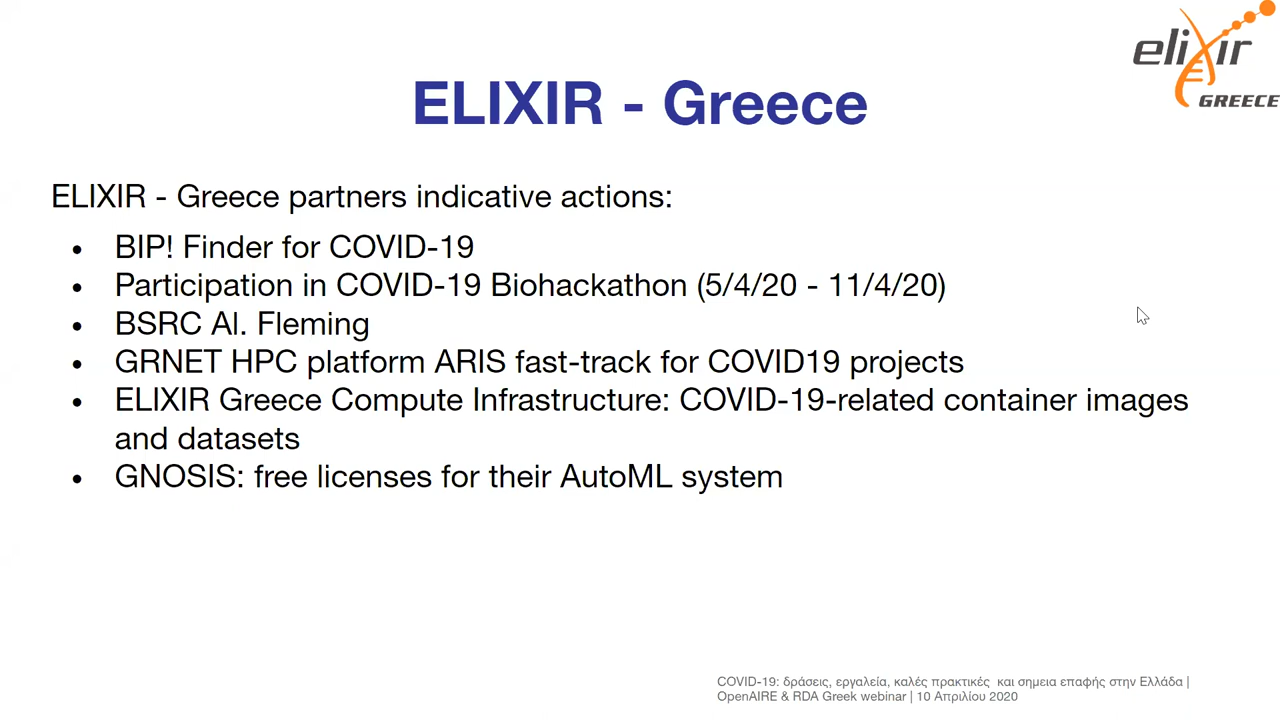 elixir
GREECE
ELIXIR - Greece
ELIXIR - Greece partners indicative actions:
• BIP! Finder for COVID-19
• Participation in COVID-19 Biohackathon (5/4/20 - 11/4/20)
• BSRC Al. Fleming
• GRNET HPC platform ARIS fast-track for COVID19 projects
• ELIXIR Greece Compute Infrastructure: COVID-19-related container images
and datasets
• GNOSIS: free licenses for their AutoML system
COVID-19: δράσεις, εργαλεία, καλές πρακτικές και σημεια επαφής στην Ελλάδα |
OpenAIRE & RDA Greek webinar | 10 Απριλίου 2020